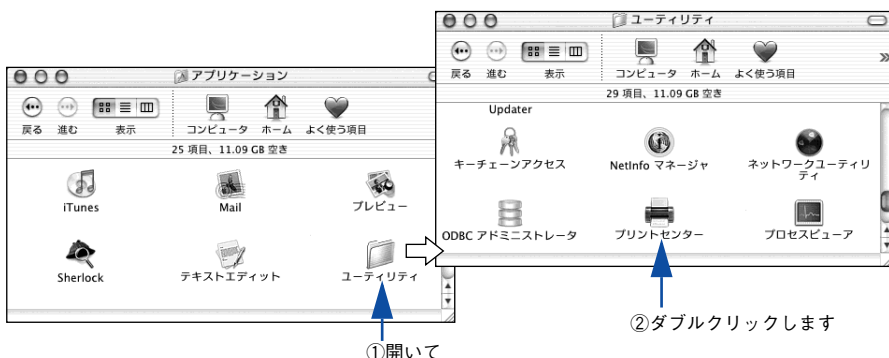 アプリケーション
戻る 進む 表示 コンピュータ ホーム よく使う項目
25 項目、11.09 GB 空き
iTunes Mail プレビュー
Sherlock テキストエディット ユーティリティ
①開いて
ユーティリティ
戻る 進む 表示 コンピュータ ホーム よく使う項目
29 項目、11.09 GB 空き
Updater
キーチェーンアクセス NetInfo マネージャ ネットワークユーティリ
ティ
ODBC アドミニストレータ プリントセンター プロセスビューア
②ダブルクリックします